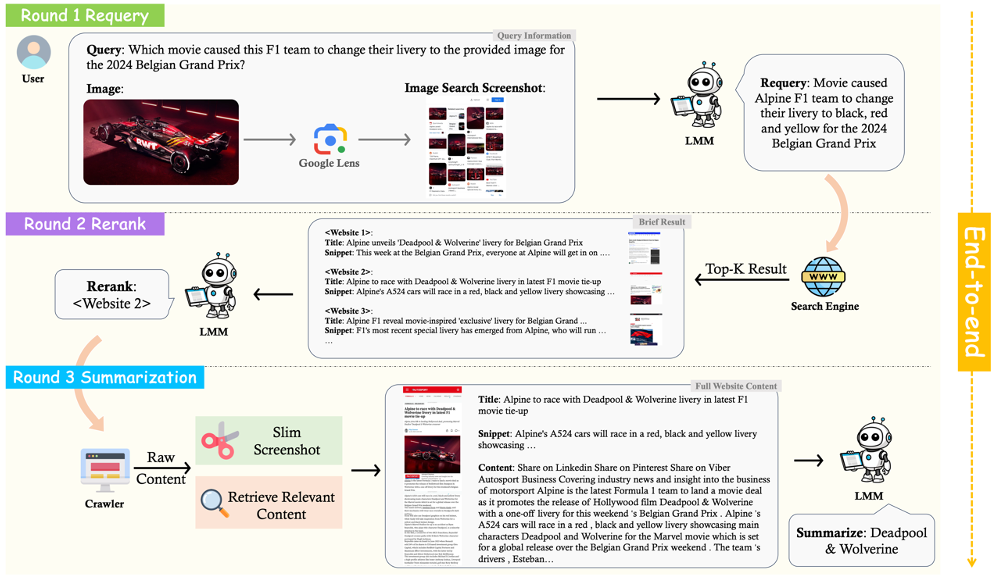 Round 1 Requery
Query Information
User
Query: Which movie caused this F1 team to change their livery to the provided image for
the 2024 Belgian Grand Prix?
Image:
Image Search Screenshot:
BWT
Google Lens
LMM
Requery: Movie caused
Alpine F1 team to change
their livery to black, red
and yellow for the 2024
Belgian Grand Prix
End-to-end
Round 2 Rerank
Brief Result
<Website 1>:
Title: Alpine unveils 'Deadpool & Wolverine' livery for Belgian Grand Prix
Snippet: This week at the Belgian Grand Prix, everyone at Alpine will get in on ….
<Website 2>:
Title: Alpine to race with Deadpool & Wolverine livery in latest F1 movie tie-up
Snippet: Alpine's A524 cars will race in a red, black and yellow livery showcasing ...
<Website 3>:
Title: Alpine F1 reveal movie-inspired 'exclusive' livery for Belgian Grand ...
Snippet: F1's most recent special livery has emerged from Alpine, who will run ...
...
Top-K Result
WWW
Search Engine
Rerank:
<Website 2>
LMM
Round 3 Summarization
Full Website Content
Crawler
Raw
Content
Slim
Screenshot
Retrieve Relevant
Content
Alpine to race with Deadpool &
Wolverine livery in latest F1
movie tie-up
Title: Alpine to race with Deadpool & Wolverine livery in latest F1
movie tie-up
Snippet: Alpine's A524 cars will race in a red, black and yellow livery
showcasing ...
Content: Share on Linkedin Share on Pinterest Share on Viber
Autosport Business Covering industry news and insight into the business
of motorsport Alpine is the latest Formula 1 team to land a movie deal
as it promotes the release of Hollywood film Deadpool & Wolverine
with a one-off livery for this weekend 's Belgian Grand Prix . Alpine 's
A524 cars will race in a red , black and yellow livery showcasing main
characters Deadpool and Wolverine for the Marvel movie which is set
for a global release over the Belgian Grand Prix weekend . The team 's
drivers , Esteban…
LMM
Summarize: Deadpool
& Wolverine